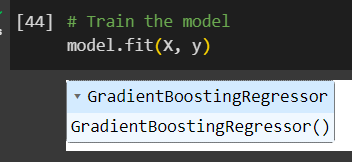 [44] # Train the model
model.fit(X, y)
▾ GradientBoostingRegressor
GradientBoostingRegressor()